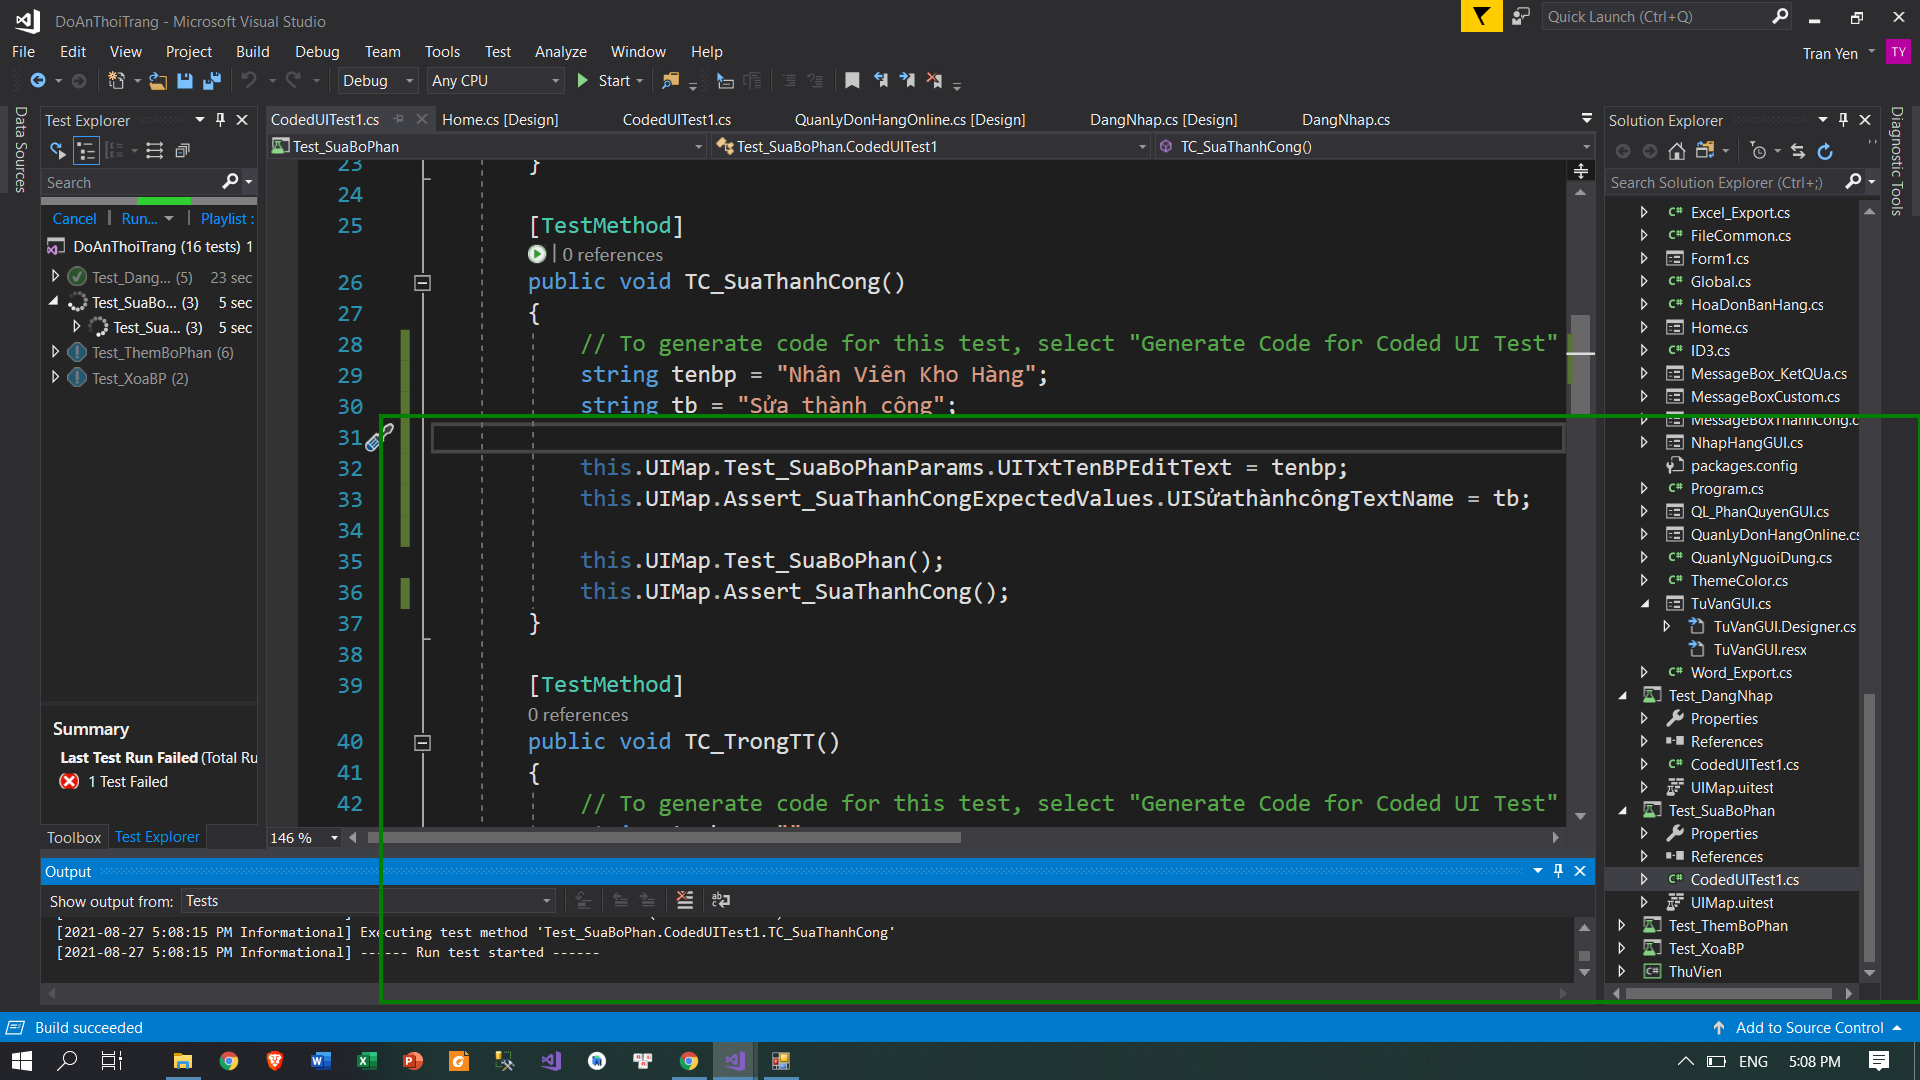 DoAnThoiTrang - Microsoft Visual Studio
Quick Launch (Ctrl+Q)
File Edit View Project Build Debug Team Tools Test Analyze Window Help
Tran Yen
TY
Debug Any CPU Start
Data Sources
Test Explorer
Search
Cancel Run... Playlist :
DoAnThoiTrang (16 tests) 1
Test_Dang... (5) 23 sec
Test_SuaBo... (3) 5 sec
Test_Sua... (3) 5 sec
Test_ThemBoPhan (6)
Test_XoaBP (2)
Summary
Last Test Run Failed (Total Ru
1 Test Failed
Toolbox Test Explorer
CodedUITest1.cs Home.cs [Design] CodedUITest1.cs QuanLyDonHangOnline.cs [Design] DangNhap.cs [Design] DangNhap.cs
Test_SuaBoPhan Test_SuaBoPhan.CodedUITest1 TC_SuaThanhCong()
23 }
24
25 [TestMethod]
0 references
26 public void TC_SuaThanhCong()
27 {
28 // To generate code for this test, select "Generate Code for Coded UI Test"
29 string tenbp = "Nhân Viên Kho Hàng";
30 string tb = "Sửa thành công";
31
32 this.UIMap.Test_SuaBoPhanParams.UITxtTenBPEditText = tenbp;
33 this.UIMap.Assert_SuaThanhCongExpectedValues.UISửathànhcôngTextName = tb;
34
35 this.UIMap.Test_SuaBoPhan();
36 this.UIMap.Assert_SuaThanhCong();
37 }
38
39 [TestMethod]
0 references
40 public void TC_TrongTT()
41 {
42 // To generate code for this test, select "Generate Code for Coded UI Test"
146 %
Output
Show output from: Tests
[2021-08-27 5:08:15 PM Informational] Executing test method 'Test_SuaBoPhan.CodedUITest1.TC_SuaThanhCong'
[2021-08-27 5:08:15 PM Informational] ------ Run test started ------
Solution Explorer
Search Solution Explorer (Ctrl+;)
Excel_Export.cs
FileCommon.cs
Form1.cs
Global.cs
HoaDonBanHang.cs
Home.cs
ID3.cs
MessageBox_KetQUa.cs
MessageBoxCustom.cs
MessageBoxThanhCong.c
NhapHangGUI.cs
packages.config
Program.cs
QL_PhanQuyenGUI.cs
QuanLyDonHangOnline.cs
QuanLyNguoiDung.cs
ThemeColor.cs
TuVanGUI.cs
TuVanGUI.Designer.cs
TuVanGUI.resx
Word_Export.cs
Test_DangNhap
Properties
References
CodedUITest1.cs
UIMap.uitest
Test_SuaBoPhan
Properties
References
CodedUITest1.cs
UIMap.uitest
Test_ThemBoPhan
Test_XoaBP
ThuVien
Diagnostic Tools
Build succeeded
Add to Source Control
ENG 5:08 PM